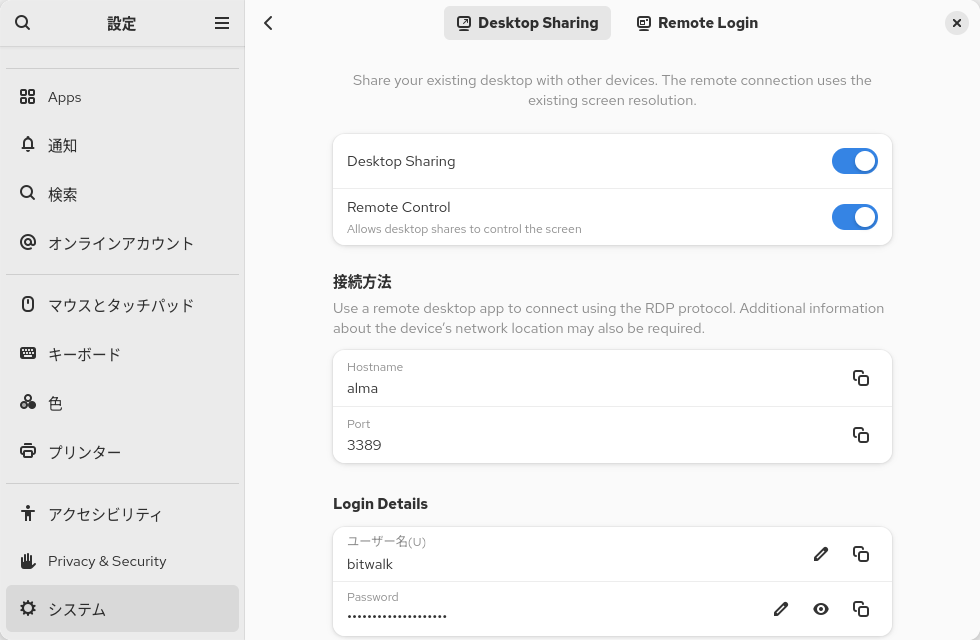 設定
Apps
通知
検索
オンラインアカウント
マウスとタッチパッド
キーボード
色
プリンター
アクセシビリティ
Privacy & Security
システム
Desktop Sharing
Remote Login
Share your existing desktop with other devices. The remote connection uses the
existing screen resolution.
Desktop Sharing
Remote Control
Allows desktop shares to control the screen
接続方法
Use a remote desktop app to connect using the RDP protocol. Additional information
about the device’s network location may also be required.
Hostname
alma
Port
3389
Login Details
ユーザー名(U)
bitwalk
Password
••••••••••••••••••••